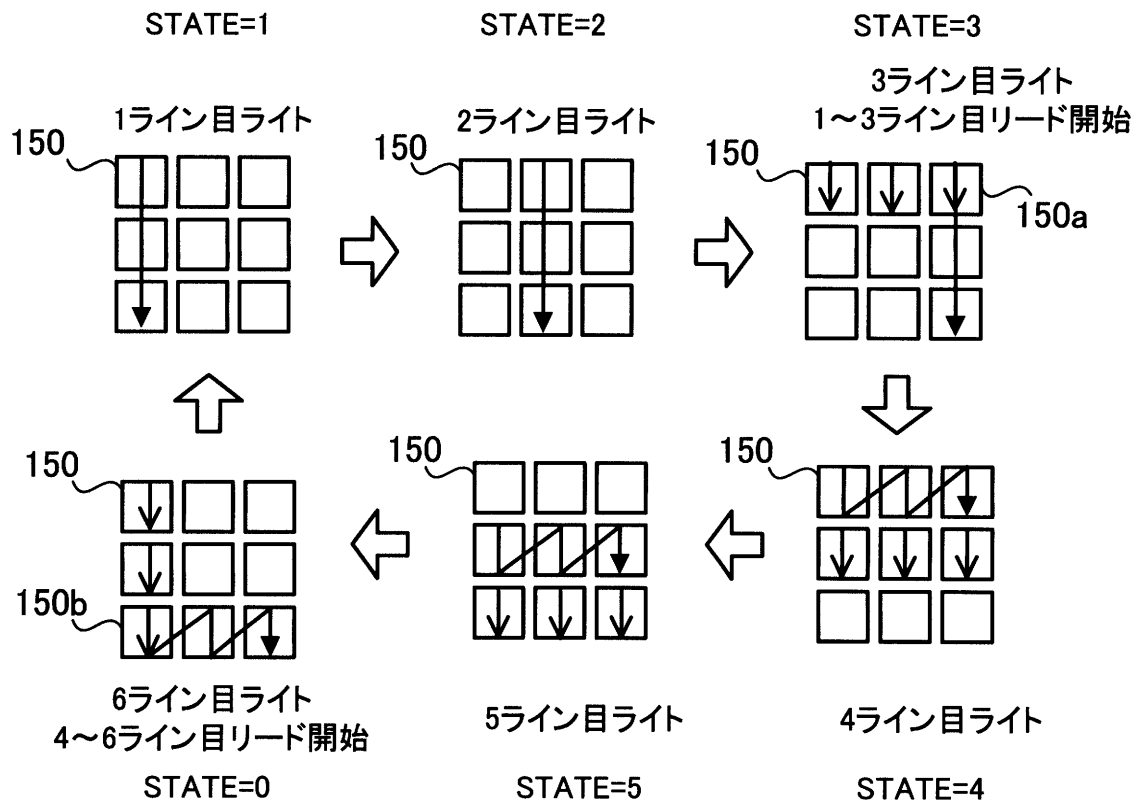 STATE=1
STATE=2
STATE=3
1ライン目ライト
2ライン目ライト
3ライン目ライト
1～3ライン目リード開始
150
150
150
150a
150
150
150
150b
6ライン目ライト
4～6ライン目リード開始
5ライン目ライト
4ライン目ライト
STATE=0
STATE=5
STATE=4